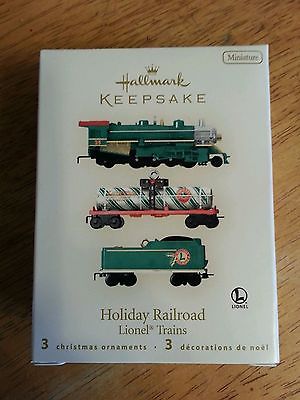 Hallmark
KEEPSAKE
Miniature
Holiday Railroad
Lionel® Trains
L
LIONEL
3 christmas ornaments · 3 décorations de noël